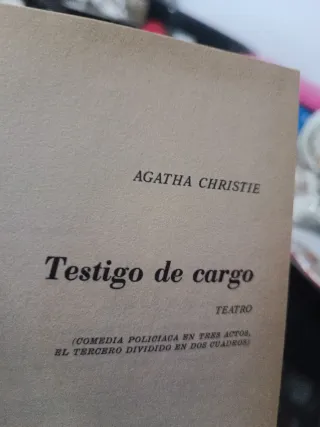 AGATHA CHRISTIE
Testigo de cargo
TEATRO
(COMEDIA POLICIACA EN TRES ACTOS,
EL TERCERO DIVIDIDO EN DOS CUADROS)